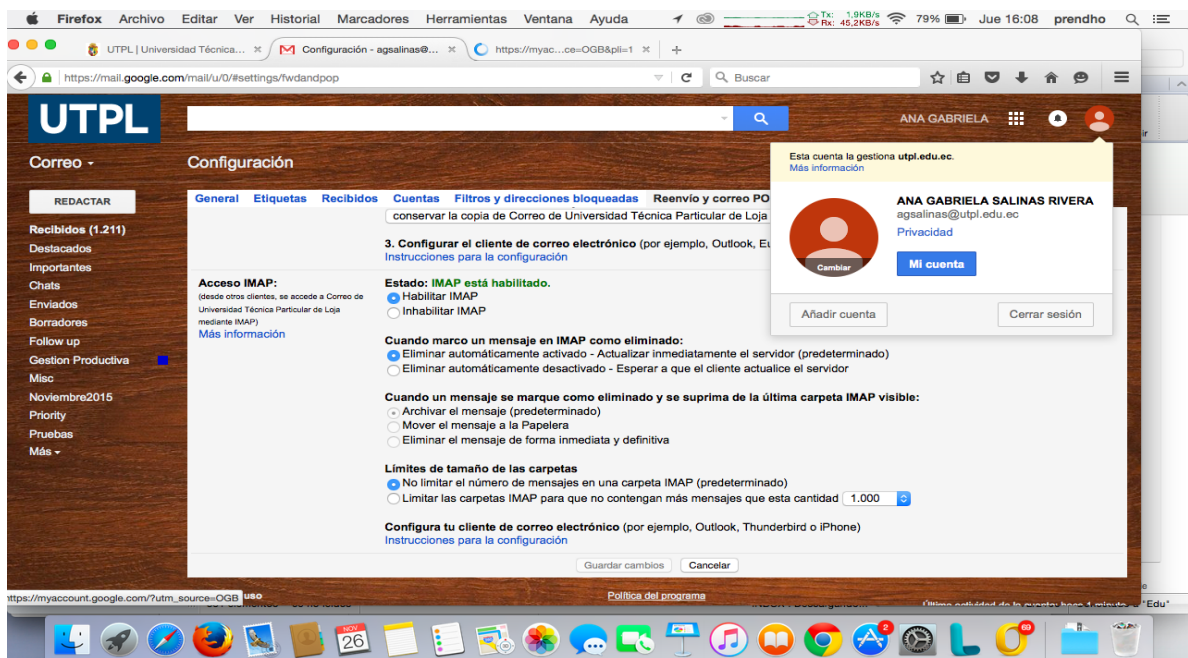 Firefox Archivo Editar Ver Historial Marcadores Herramientas Ventana Ayuda
Tx: 1,9KB/s
Rx: 45,2KB/s
79% Jue 16:08 prendho
UTPL | Universidad Técnica...
Configuración - agsalinas@...
https://myac...ce=OGB&pli=1
https://mail.google.com/mail/u/0/#settings/fwdandpop
Buscar
UTPL
ANA GABRIELA
Correo
Configuración
Esta cuenta la gestiona utpl.edu.ec.
Más información
ANA GABRIELA SALINAS RIVERA
agsalinas@utpl.edu.ec
Privacidad
Cambiar
Mi cuenta
Añadir cuenta
Cerrar sesión
REDACTAR
Recibidos (1.211)
Destacados
Importantes
Chats
Enviados
Borradores
Follow up
Gestion Productiva
Misc
Noviembre2015
Priority
Pruebas
Más
General Etiquetas Recibidos Cuentas Filtros y direcciones bloqueadas Reenvío y correo PO
conservar la copia de Correo de Universidad Técnica Particular de Loja
3. Configurar el cliente de correo electrónico (por ejemplo, Outlook, Eu
Instrucciones para la configuración
Acceso IMAP:
(desde otros clientes, se accede a Correo de
Universidad Técnica Particular de Loja
mediante IMAP)
Más información
Estado: IMAP está habilitado.
Habilitar IMAP
Inhabilitar IMAP
Cuando marco un mensaje en IMAP como eliminado:
Eliminar automáticamente activado - Actualizar inmediatamente el servidor (predeterminado)
Eliminar automáticamente desactivado - Esperar a que el cliente actualice el servidor
Cuando un mensaje se marque como eliminado y se suprima de la última carpeta IMAP visible:
Archivar el mensaje (predeterminado)
Mover el mensaje a la Papelera
Eliminar el mensaje de forma inmediata y definitiva
Límites de tamaño de las carpetas
No limitar el número de mensajes en una carpeta IMAP (predeterminado)
Limitar las carpetas IMAP para que no contengan más mensajes que esta cantidad 1.000
Configura tu cliente de correo electrónico (por ejemplo, Outlook, Thunderbird o iPhone)
Instrucciones para la configuración
Guardar cambios Cancelar
https://myaccount.google.com/?utm_source=OGB
uso
Política del programa
"Edu"
NOV
26
2
69